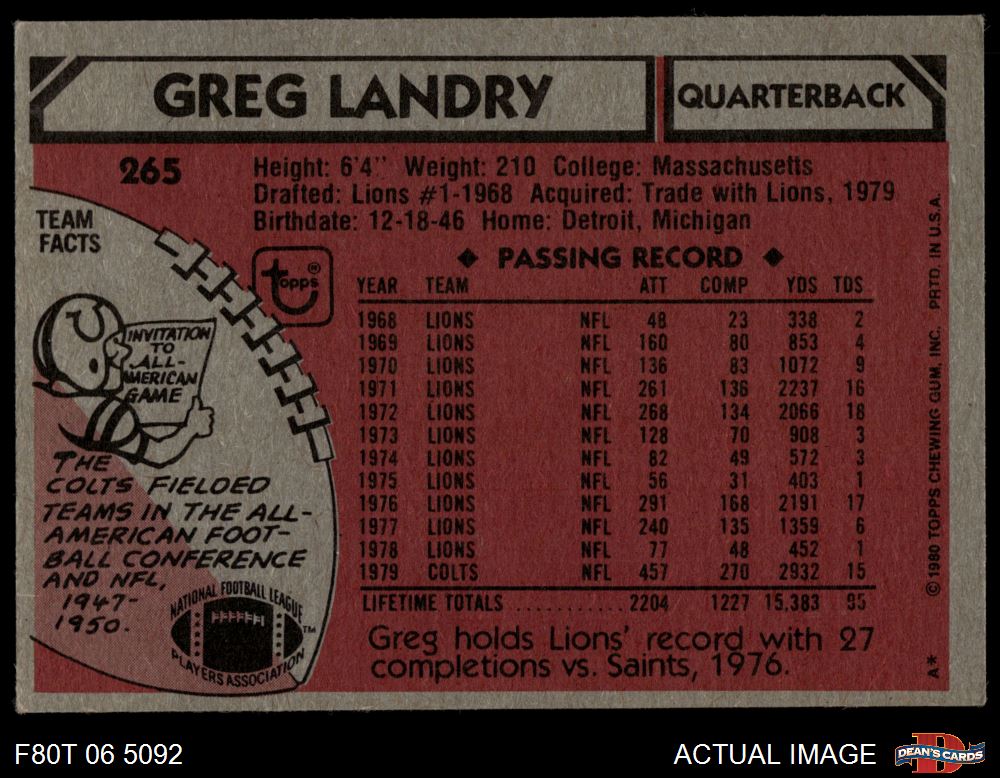 GREG LANDRY QUARTERBACK
265
Height: 6'4" Weight: 210 College: Massachusetts
Drafted: Lions #1-1968 Acquired: Trade with Lions, 1979
Birthdate: 12-18-46 Home: Detroit, Michigan
TEAM
FACTS
topps®
INVITATION
TO
ALL-
AMERICAN
GAME
THE
COLTS FIELDED
TEAMS IN THE ALL-
AMERICAN FOOT-
BALL CONFERENCE
AND NFL,
1947-
1950.
NATIONAL FOOTBALL LEAGUE
PLAYERS ASSOCIATION
TM
◆ PASSING RECORD ◆
YEAR TEAM ATT COMP YDS TDS
1968 LIONS NFL 48 23 338 2
1969 LIONS NFL 160 80 853 4
1970 LIONS NFL 136 83 1072 9
1971 LIONS NFL 261 136 2237 16
1972 LIONS NFL 268 134 2066 18
1973 LIONS NFL 128 70 908 3
1974 LIONS NFL 82 49 572 3
1975 LIONS NFL 56 31 403 1
1976 LIONS NFL 291 168 2191 17
1977 LIONS NFL 240 135 1359 6
1978 LIONS NFL 77 48 452 1
1979 COLTS NFL 457 270 2932 15
LIFETIME TOTALS ............ 2204 1227 15,383 95
Greg holds Lions' record with 27
completions vs. Saints, 1976.
© 1980 TOPPS CHEWING GUM, INC. PRTD. IN U.S.A.
A*
F80T 06 5092
ACTUAL IMAGE
DEAN'S CARDS